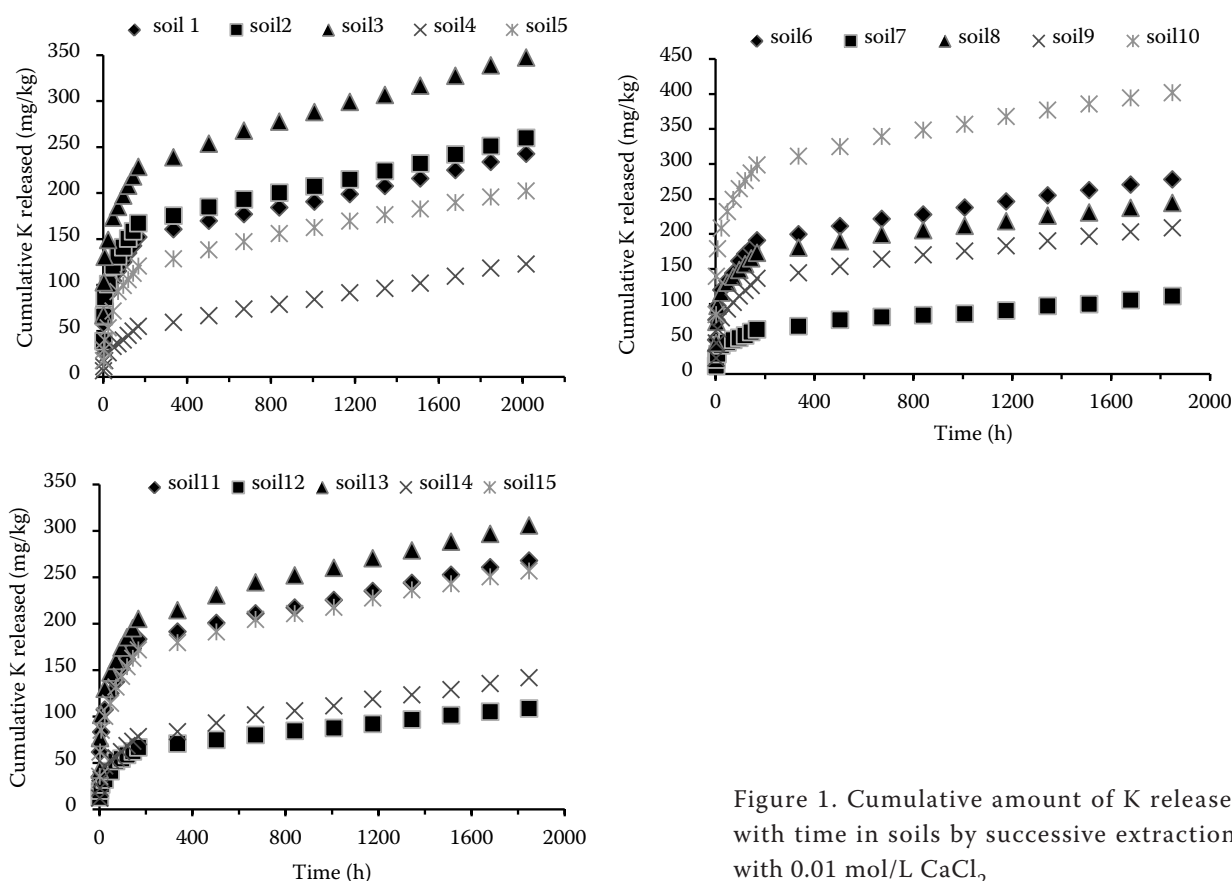 soil 1 soil2 soil3 soil4 soil5
350
300
250
200
150
100
50
0
Cumulative K released (mg/kg)
0 400 800 1200 1600 2000
soil6 soil7 soil8 soil9 soil10
450
400
350
300
250
200
150
100
50
0
Cumulative K released (mg/kg)
0 400 800 1200 1600 2000
Time (h)
soil11 soil12 soil13 soil14 soil15
350
300
250
200
150
100
50
0
Cumulative K released (mg/kg)
0 400 800 1200 1600 2000
Time (h)
Figure 1. Cumulative amount of K release
with time in soils by successive extraction
with 0.01 mol/L CaCl₂